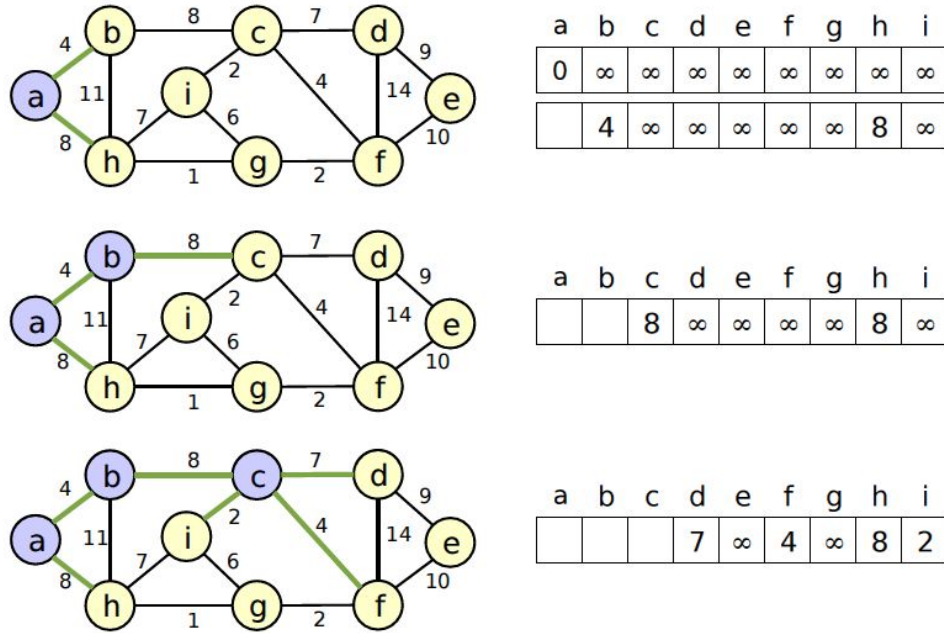 8 7 a b c d e f g h i
4 b c d 9 0 ∞ ∞ ∞ ∞ ∞ ∞ ∞ ∞
a 11 i 2 4 14 e 4 ∞ ∞ ∞ ∞ ∞ 8 ∞
8 7 6 10
h g f
1 2
8 7 a b c d e f g h i
4 b c d 9
a 11 i 2 4 14 e 8 ∞ ∞ ∞ ∞ 8 ∞
8 7 6 10
h g f
1 2
8 7 a b c d e f g h i
4 b c d 9
a 11 i 2 4 14 e 7 ∞ 4 ∞ 8 2
8 7 6 10
h g f
1 2